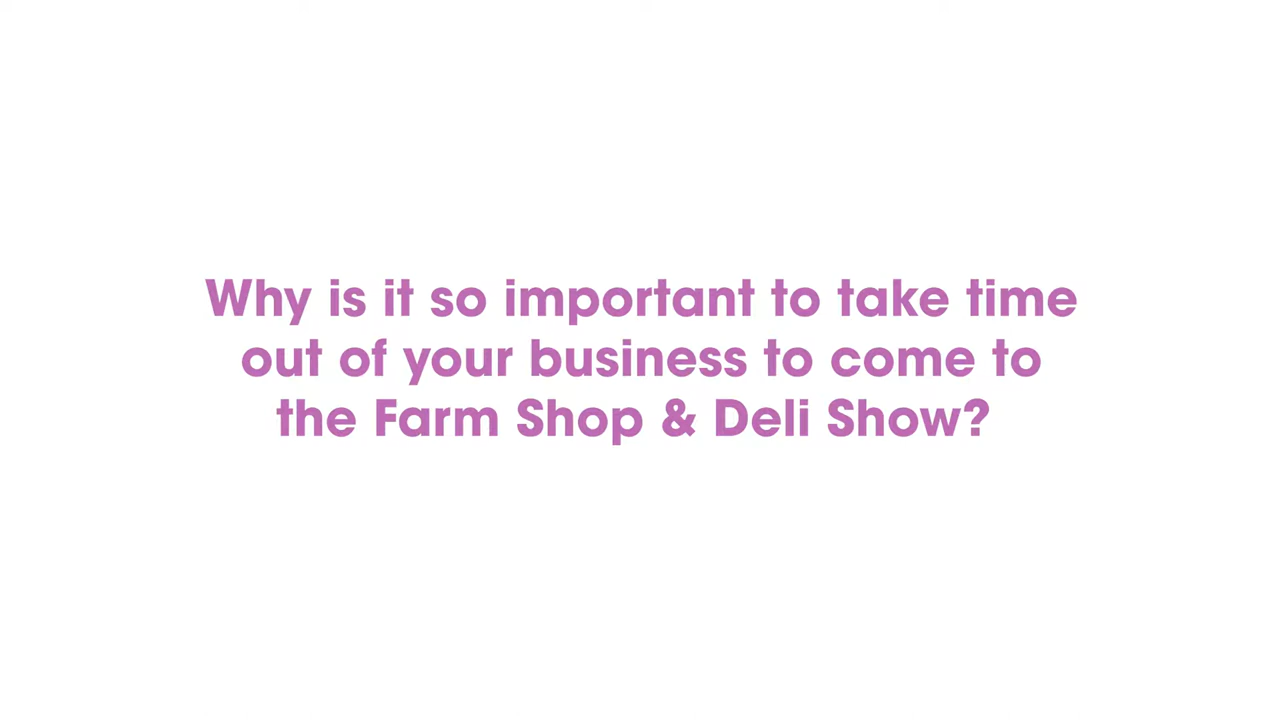 Why is it so important to take time
out of your business to come to
the Farm Shop & Deli Show?